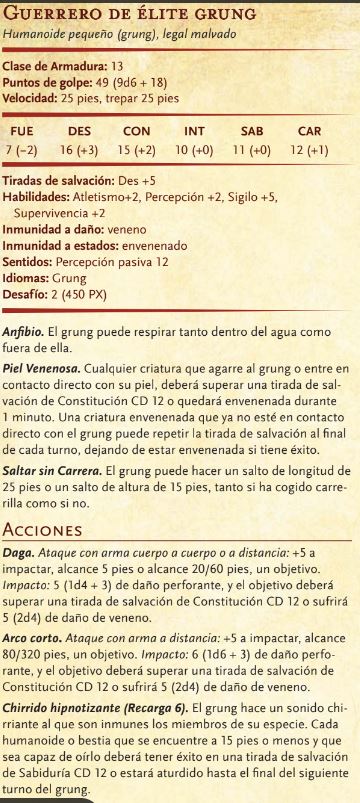 Guerrero de élite grung
Humanoide pequeño (grung), legal malvado
Clase de Armadura: 13
Puntos de golpe: 49 (9d6 + 18)
Velocidad: 25 pies, trepar 25 pies
FUE DES CON INT SAB CAR
7 (−2) 16 (+3) 15 (+2) 10 (+0) 11 (+0) 12 (+1)
Tiradas de salvación: Des +5
Habilidades: Atletismo+2, Percepción +2, Sigilo +5,
Supervivencia +2
Inmunidad a daño: veneno
Inmunidad a estados: envenenado
Sentidos: Percepción pasiva 12
Idiomas: Grung
Desafío: 2 (450 PX)
Anfibio. El grung puede respirar tanto dentro del agua como
fuera de ella.
Piel Venenosa. Cualquier criatura que agarre al grung o entre en
contacto directo con su piel, deberá superar una tirada de sal-
vación de Constitución CD 12 o quedará envenenada durante
1 minuto. Una criatura envenenada que ya no esté en contacto
directo con el grung puede repetir la tirada de salvación al final
de cada turno, dejando de estar envenenada si tiene éxito.
Saltar sin Carrera. El grung puede hacer un salto de longitud de
25 pies o un salto de altura de 15 pies, tanto si ha cogido carre-
rilla como si no.
Acciones
Daga. Ataque con arma cuerpo a cuerpo o a distancia: +5 a
impactar, alcance 5 pies o alcance 20/60 pies, un objetivo.
Impacto: 5 (1d4 + 3) de daño perforante, y el objetivo deberá
superar una tirada de salvación de Constitución CD 12 o sufrirá
5 (2d4) de daño de veneno.
Arco corto. Ataque con arma a distancia: +5 a impactar, alcance
80/320 pies, un objetivo. Impacto: 6 (1d6 + 3) de daño perfo-
rante, y el objetivo deberá superar una tirada de salvación de
Constitución CD 12 o sufrirá 5 (2d4) de daño de veneno.
Chirrido hipnotizante (Recarga 6). El grung hace un sonido chi-
rriante al que son inmunes los miembros de su especie. Cada
humanoide o bestia que se encuentre a 15 pies o menos y que
sea capaz de oírlo deberá tener éxito en una tirada de salvación
de Sabiduría CD 12 o estará aturdido hasta el final del siguiente
turno del grung.